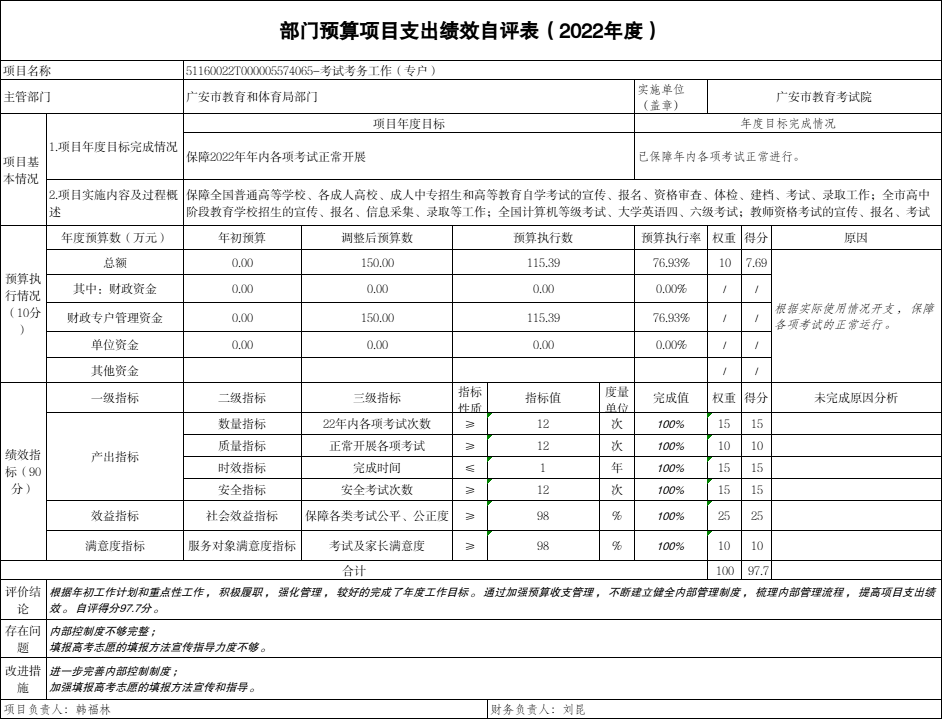 部门预算项目支出绩效自评表（2022年度）
项目名称 51160022T000005574065-考试考务工作（专户）
主管部门 广安市教育和体育局部门 实施单位（盖章） 广安市教育考试院
项目基本情况 1.项目年度目标完成情况 项目年度目标 年度目标完成情况
保障2022年年内各项考试正常开展 已保障年内各项考试正常进行。
2.项目实施内容及过程概述 保障全国普通高等学校、各成人高校、成人中专招生和高等教育自学考试的宣传、报名、资格审查、体检、建档、考试、录取工作；全市高中
阶段教育学校招生的宣传、报名、信息采集、录取等工作；全国计算机等级考试、大学英语四、六级考试；教师资格考试的宣传、报名、考试
预算执行情况（10分） 年度预算数（万元） 年初预算 调整后预算数 预算执行数 预算执行率 权重 得分 原因
总额 0.00 150.00 115.39 76.93% 10 7.69 根据实际使用情况开支，保障各项考试的正常运行。
其中：财政资金 0.00 0.00 0.00 0.00% / /
财政专户管理资金 0.00 150.00 115.39 76.93% / /
单位资金 0.00 0.00 0.00 0.00% / /
其他资金 / /
绩效指标（90分） 一级指标 二级指标 三级指标 指标性质 指标值 度量单位 完成值 权重 得分 未完成原因分析
产出指标 数量指标 22年内各项考试次数 ≥ 12 次 100% 15 15
质量指标 正常开展各项考试 ≥ 12 次 100% 10 10
时效指标 完成时间 ≤ 1 年 100% 15 15
安全指标 安全考试次数 ≥ 12 次 100% 15 15
效益指标 社会效益指标 保障各类考试公平、公正度 ≥ 98 % 100% 25 25
满意度指标 服务对象满意度指标 考试及家长满意度 ≥ 98 % 100% 10 10
合计 100 97.7
评价结论 根据年初工作计划和重点性工作，积极履职，强化管理，较好的完成了年度工作目标。通过加强预算收支管理，不断建立健全内部管理制度，梳理内部管理流程，提高项目支出绩
效。自评得分97.7分。
存在问题 内部控制度不够完整；
填报高考志愿的填报方法宣传指导力度不够。
改进措施 进一步完善内部控制制度；
加强填报高考志愿的填报方法宣传和指导。
项目负责人：韩福林 财务负责人：刘昆